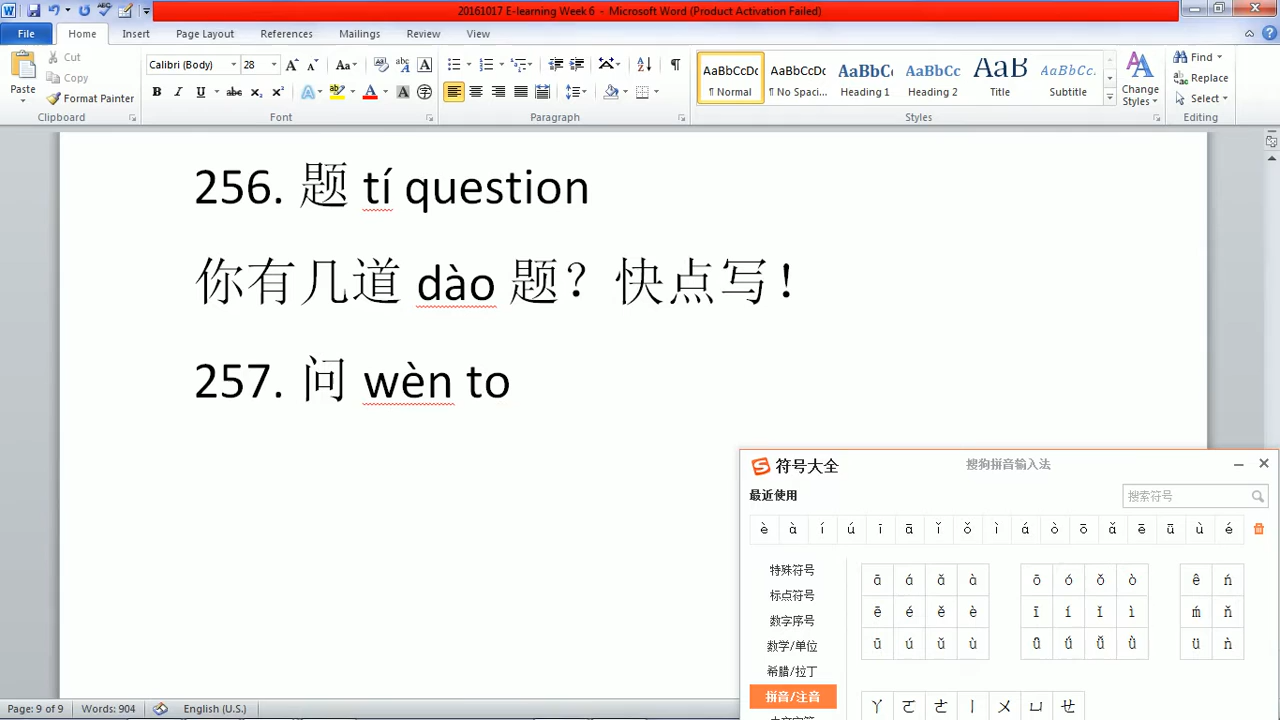 20161017 E-learning Week 6 - Microsoft Word (Product Activation Failed)
File Home Insert Page Layout References Mailings Review View
Cut
Copy
Format Painter
Paste
Calibri (Body) 28
Clipboard Font Paragraph Styles Editing
AaBbCcDc AaBbCcDc AaBbCc AaBbCc AaB AaBbCc.
¶ Normal ¶ No Spaci... Heading 1 Heading 2 Title Subtitle
Change Styles
Find
Replace
Select
256. 题 tí question
你有几道 dào 题？快点写！
257. 问 wèn to
符号大全 搜狗拼音输入法
最近使用 搜索符号
è à í ú ī ā ǐ ǒ ì á ò ō ǎ ē ū ù é
特殊符号
标点符号
数字序号
数学/单位
希腊/拉丁
拼音/注音
ā á ǎ à ō ó ǒ ò ê ń
ē é ě è ī í ǐ ì ḿ ň
ū ú ǔ ù ǖ ǘ ǚ ǜ ü ǹ
ㄚ ㄛ ㄜ ㄧ ㄨ ㄩ ㄝ
Page: 9 of 9 English (U.S.)